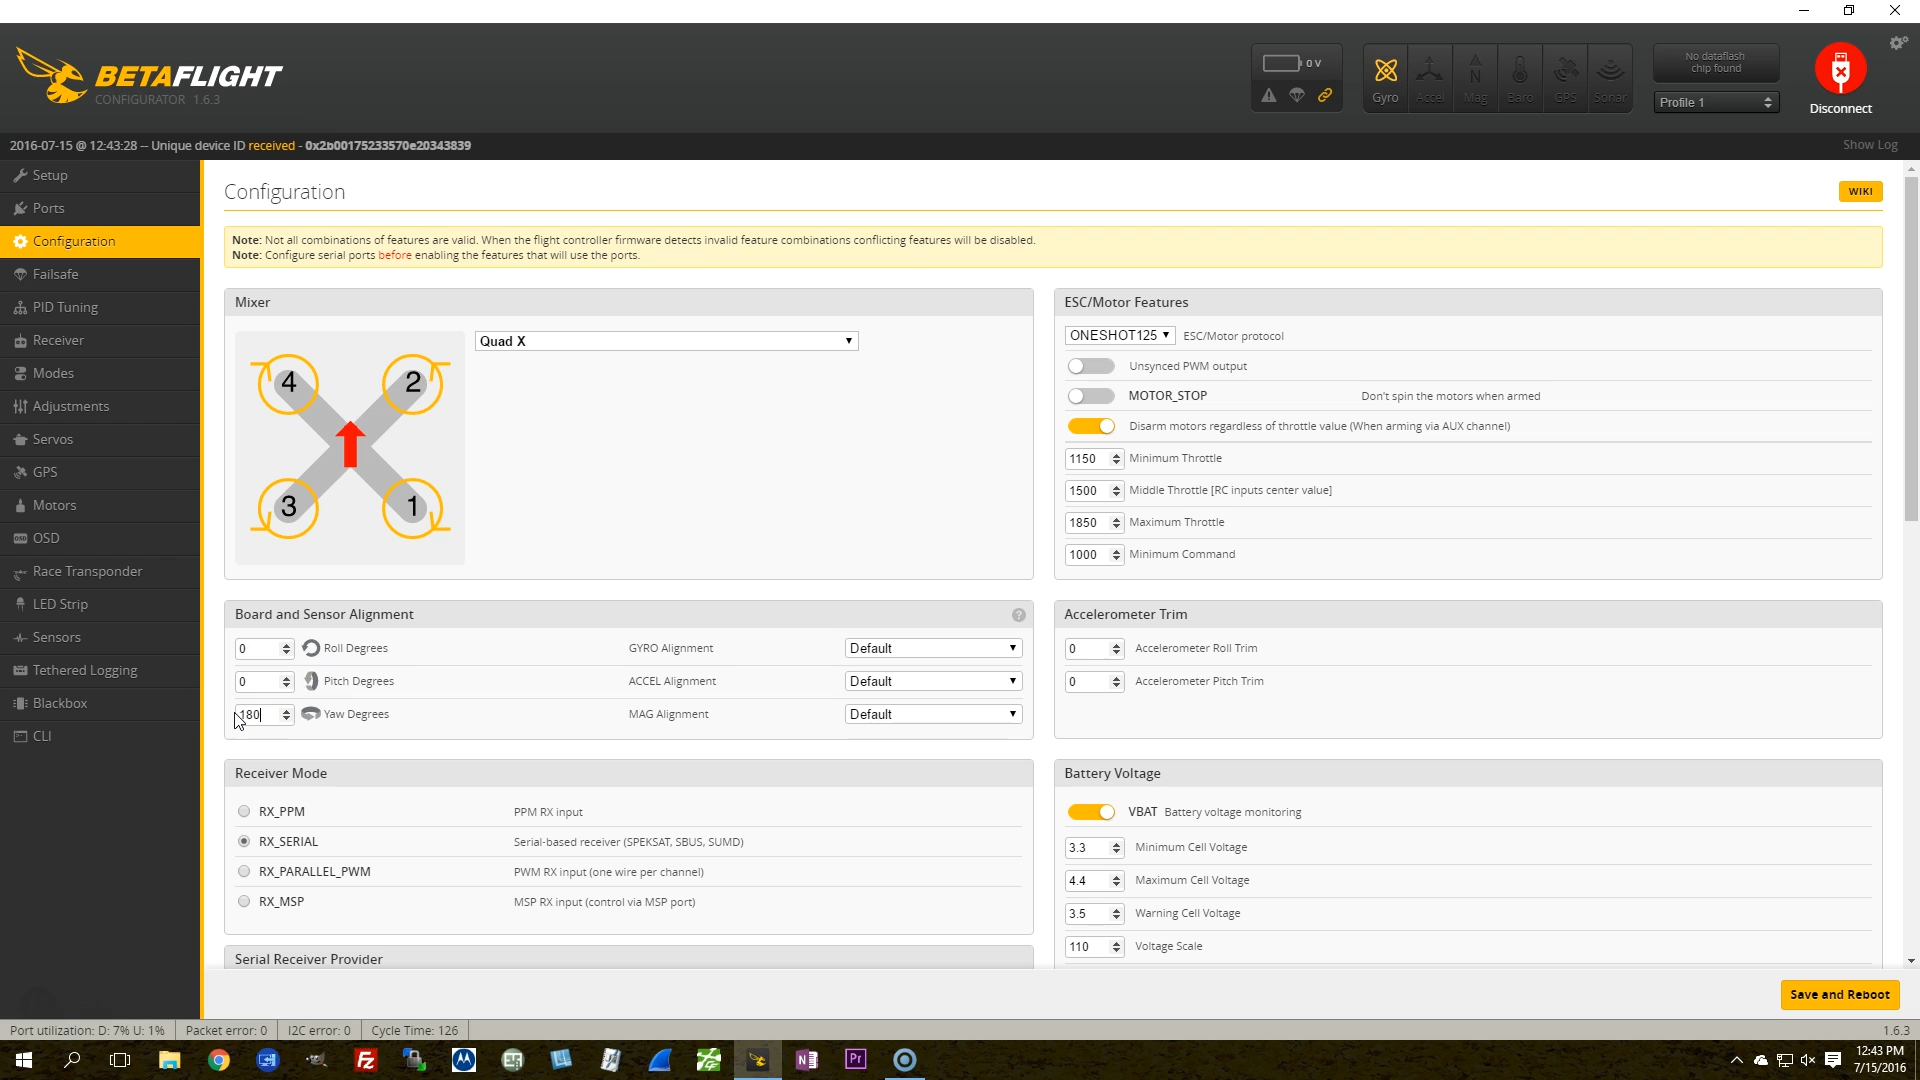 BETAFLIGHT
CONFIGURATOR 1.6.3
0 V
Gyro Accel Mag Baro GPS Sonar
No dataflash
chip found
Profile 1
Disconnect
2016-07-15 @ 12:43:28 -- Unique device ID received - 0x2b00175233570e20343839
Show Log
Setup
Ports
Configuration
Failsafe
PID Tuning
Receiver
Modes
Adjustments
Servos
GPS
Motors
OSD
Race Transponder
LED Strip
Sensors
Tethered Logging
Blackbox
CLI
Configuration
WIKI
Note: Not all combinations of features are valid. When the flight controller firmware detects invalid feature combinations conflicting features will be disabled.
Note: Configure serial ports before enabling the features that will use the ports.
Mixer
Quad X
4 2
3 1
ESC/Motor Features
ONESHOT125 ESC/Motor protocol
Unsynced PWM output
MOTOR_STOP Don't spin the motors when armed
Disarm motors regardless of throttle value (When arming via AUX channel)
1150 Minimum Throttle
1500 Middle Throttle [RC inputs center value]
1850 Maximum Throttle
1000 Minimum Command
Board and Sensor Alignment
0 Roll Degrees GYRO Alignment Default
0 Pitch Degrees ACCEL Alignment Default
180 Yaw Degrees MAG Alignment Default
Accelerometer Trim
0 Accelerometer Roll Trim
0 Accelerometer Pitch Trim
Receiver Mode
RX_PPM PPM RX input
RX_SERIAL Serial-based receiver (SPEKSAT, SBUS, SUMD)
RX_PARALLEL_PWM PWM RX input (one wire per channel)
RX_MSP MSP RX input (control via MSP port)
Serial Receiver Provider
Battery Voltage
VBAT Battery voltage monitoring
3.3 Minimum Cell Voltage
4.4 Maximum Cell Voltage
3.5 Warning Cell Voltage
110 Voltage Scale
Save and Reboot
Port utilization: D: 7% U: 1% Packet error: 0 I2C error: 0 Cycle Time: 126 1.6.3
12:43 PM
7/15/2016